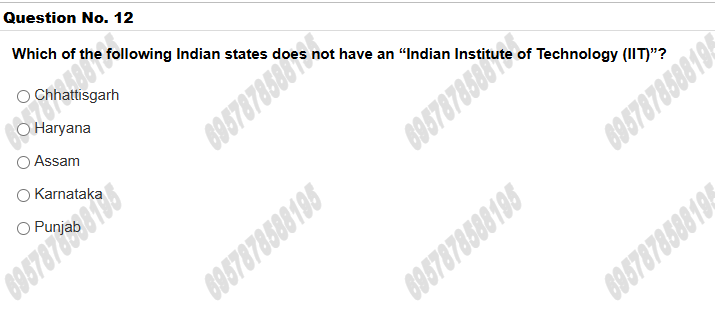 Question No. 12
Which of the following Indian states does not have an “Indian Institute of Technology (IIT)”?
Chhattisgarh
Haryana
Assam
Karnataka
Punjab